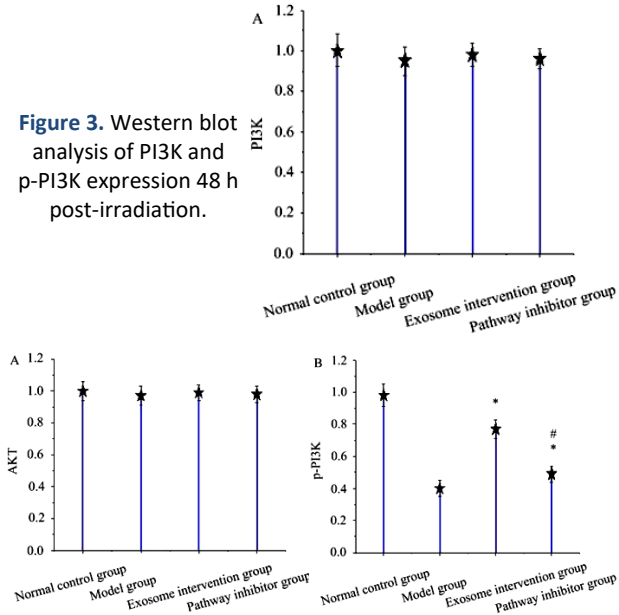 A
1.2
1.0
0.8
0.6
0.4
0.2
0.0
PI3K
Normal control group
Model group
Exosome intervention group
Pathway inhibitor group
Figure 3. Western blot
analysis of PI3K and
p-PI3K expression 48 h
post-irradiation.
A
1.2
1.0
0.8
0.6
0.4
0.2
0.0
AKT
Normal control group
Model group
Exosome intervention group
Pathway inhibitor group
B
1.2
1.0
0.8
0.6
0.4
0.2
0.0
p-PI3K
*
#
*
Normal control group
Model group
Exosome intervention group
Pathway inhibitor group